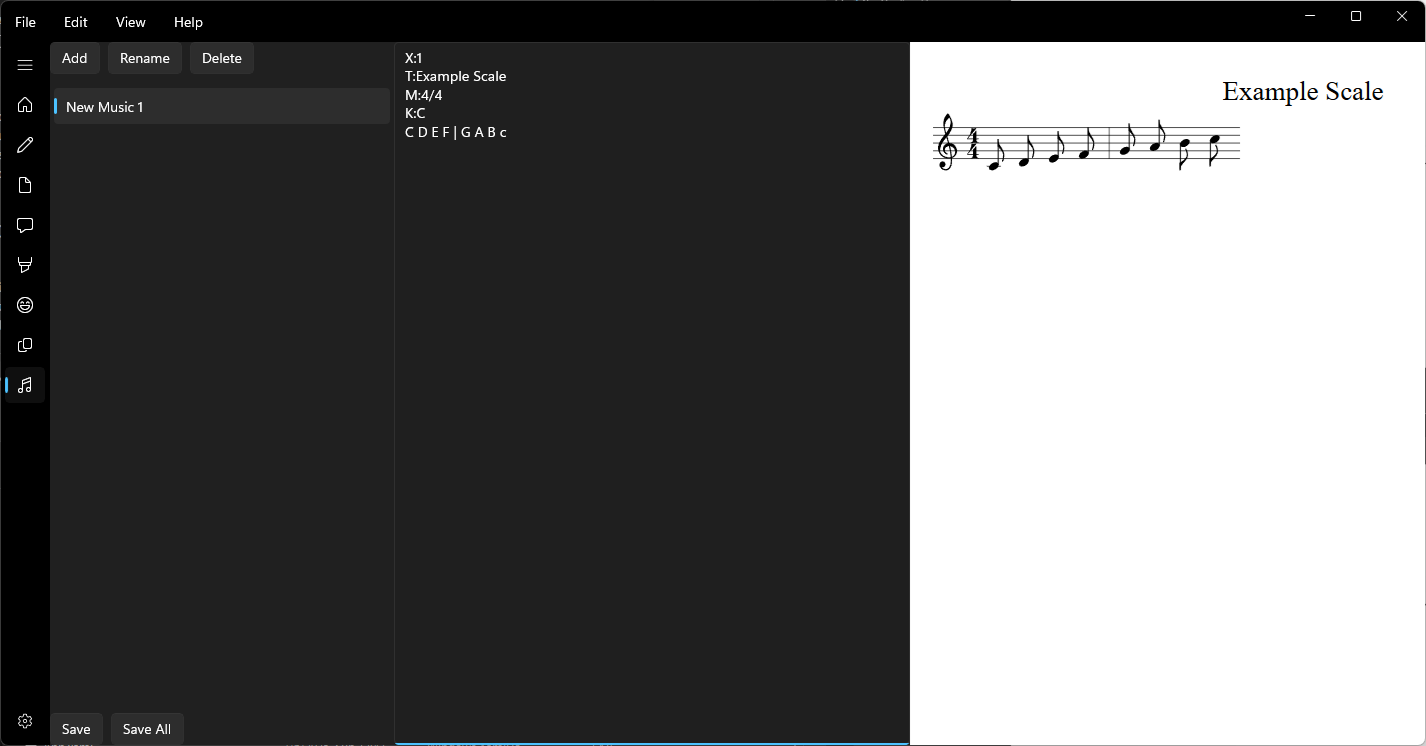 File Edit View Help
Add Rename Delete
New Music 1
Save Save All
X:1
T:Example Scale
M:4/4
K:C
C D E F | G A B c
Example Scale
4
4